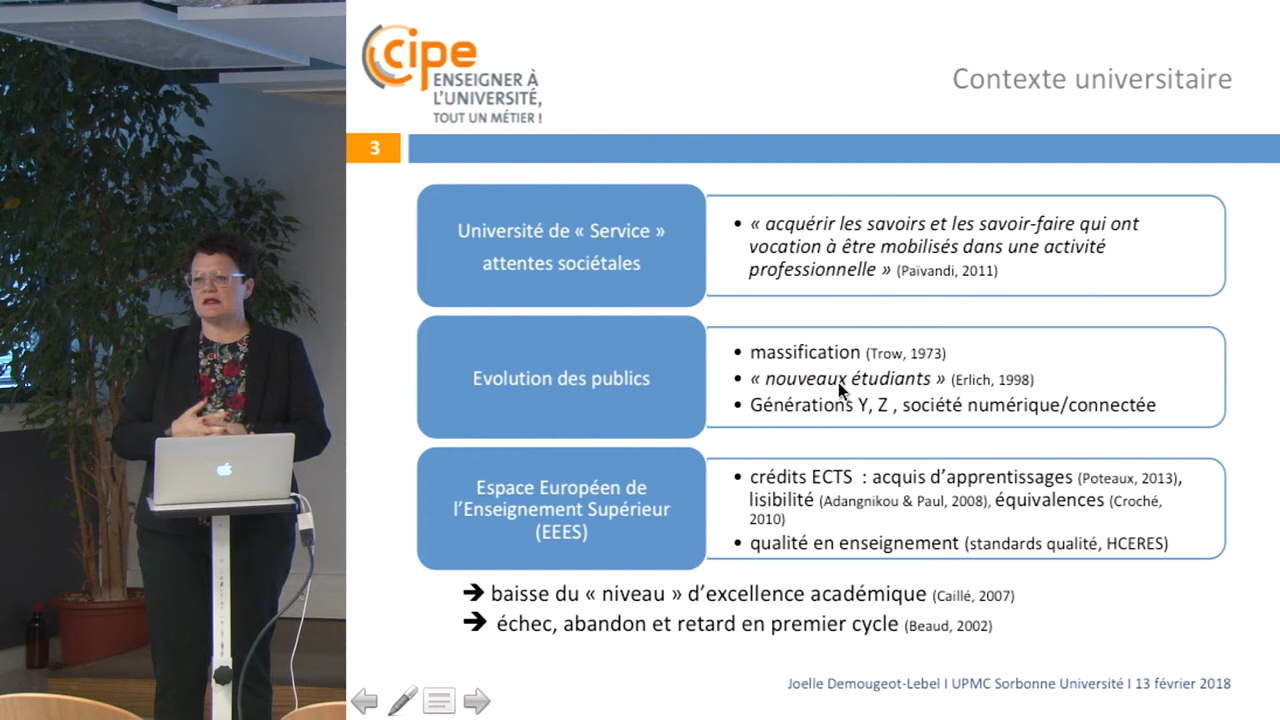 cipe
ENSEIGNER À
L'UNIVERSITÉ,
TOUT UN MÉTIER !
Contexte universitaire
3
Université de « Service »
attentes sociétales
• « acquérir les savoirs et les savoir-faire qui ont
vocation à être mobilisés dans une activité
professionnelle » (Païvandi, 2011)
Evolution des publics
• massification (Trow, 1973)
• « nouveaux étudiants » (Erlich, 1998)
• Générations Y, Z , société numérique/connectée
Espace Européen de
l'Enseignement Supérieur
(EEES)
• crédits ECTS : acquis d'apprentissages (Poteaux, 2013),
lisibilité (Adangnikou & Paul, 2008), équivalences (Croché,
2010)
• qualité en enseignement (standards qualité, HCERES)
➔ baisse du « niveau » d'excellence académique (Caillé, 2007)
➔ échec, abandon et retard en premier cycle (Beaud, 2002)
Joelle Demougeot-Lebel I UPMC Sorbonne Université I 13 février 2018